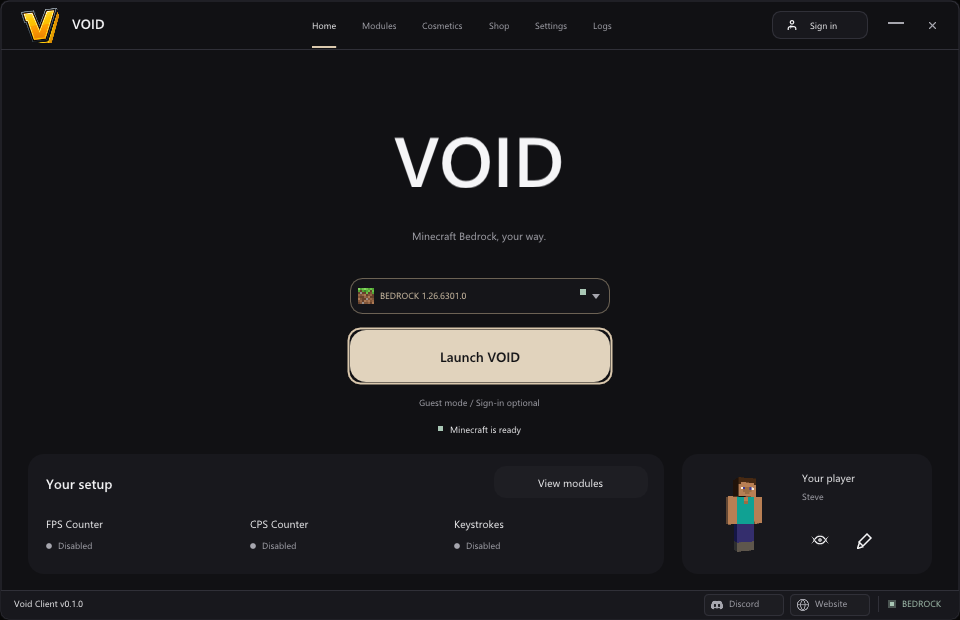 V VOID
Home Modules Cosmetics Shop Settings Logs
Sign in
VOID
Minecraft Bedrock, your way.
BEDROCK 1.26.6301.0
Launch VOID
Guest mode / Sign-in optional
Minecraft is ready
Your setup
View modules
FPS Counter CPS Counter Keystrokes
Disabled Disabled Disabled
Your player
Steve
Void Client v0.1.0
Discord Website BEDROCK